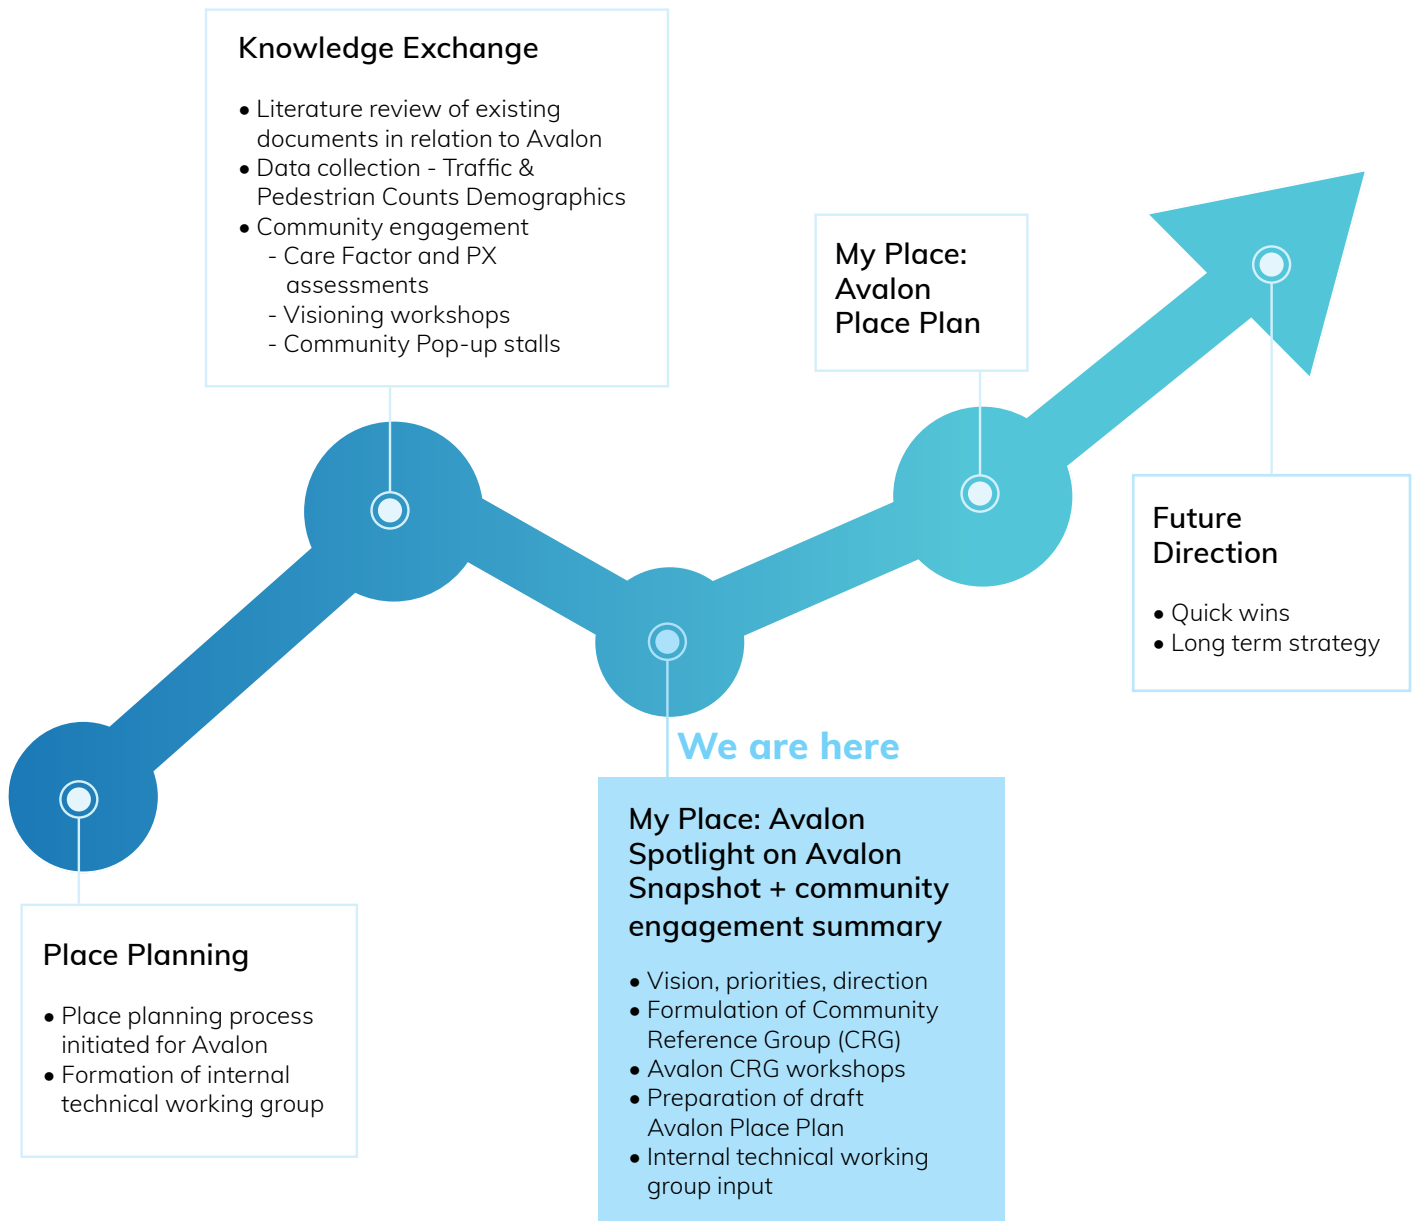 Knowledge Exchange
• Literature review of existing
documents in relation to Avalon
• Data collection - Traffic &
Pedestrian Counts Demographics
• Community engagement
- Care Factor and PX
assessments
- Visioning workshops
- Community Pop-up stalls
My Place:
Avalon
Place Plan
Future
Direction
• Quick wins
• Long term strategy
We are here
My Place: Avalon
Spotlight on Avalon
Snapshot + community
engagement summary
• Vision, priorities, direction
• Formulation of Community
Reference Group (CRG)
• Avalon CRG workshops
• Preparation of draft
Avalon Place Plan
• Internal technical working
group input
Place Planning
• Place planning process
initiated for Avalon
• Formation of internal
technical working group